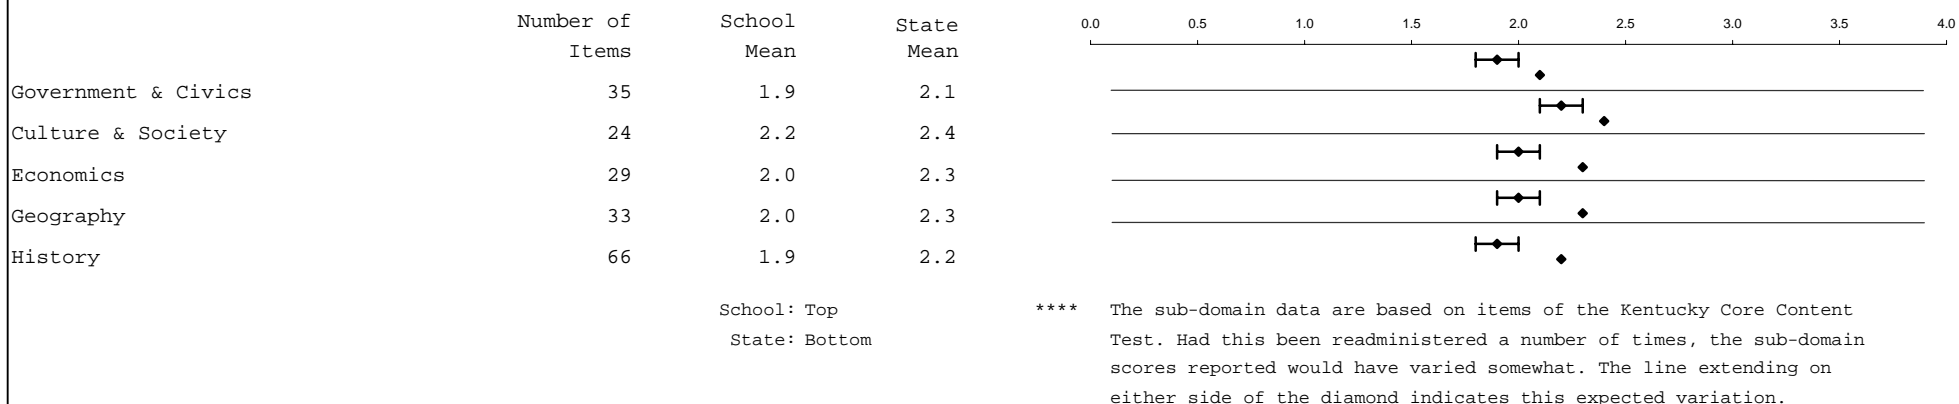 Number of School State 0.0 0.5 1.0 1.5 2.0 2.5 3.0 3.5 4.0
Items Mean Mean
Government & Civics 35 1.9 2.1
Culture & Society 24 2.2 2.4
Economics 29 2.0 2.3
Geography 33 2.0 2.3
History 66 1.9 2.2
School: Top **** The sub-domain data are based on items of the Kentucky Core Content
State: Bottom Test. Had this been readministered a number of times, the sub-domain
scores reported would have varied somewhat. The line extending on
either side of the diamond indicates this expected variation.